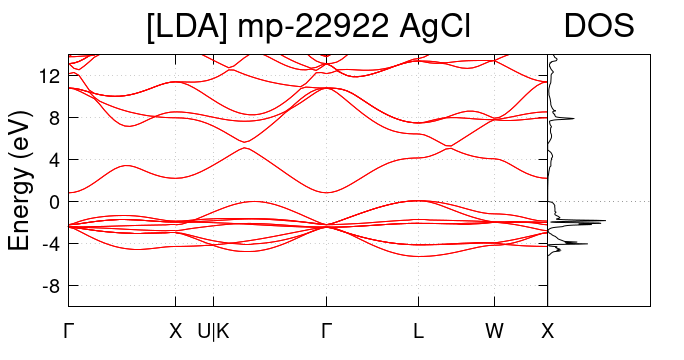 [LDA] mp-22922 AgCl
DOS
Energy (eV)
12
8
4
0
-4
-8
Γ X U|K Γ L W X